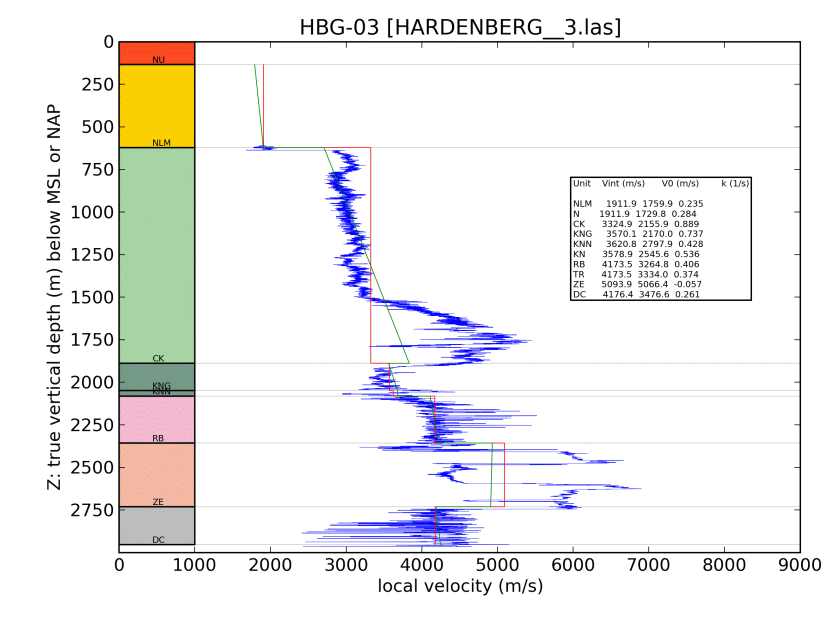 HBG-03 [HARDENBERG__3.las]
Z: true vertical depth (m) below MSL or NAP
0
250
500
750
1000
1250
1500
1750
2000
2250
2500
2750
NU
NLM
CK
KNG
KNN
RB
ZE
DC
Unit Vint (m/s) V0 (m/s) k (1/s)
NLM 1911.9 1759.9 0.235
N 1911.9 1729.8 0.284
CK 3324.9 2155.9 0.889
KNG 3570.1 2170.0 0.737
KNN 3620.8 2797.9 0.428
KN 3578.9 2545.6 0.536
RB 4173.5 3264.8 0.406
TR 4173.5 3334.0 0.374
ZE 5093.9 5066.4 -0.057
DC 4176.4 3476.6 0.261
0 1000 2000 3000 4000 5000 6000 7000 8000 9000
local velocity (m/s)